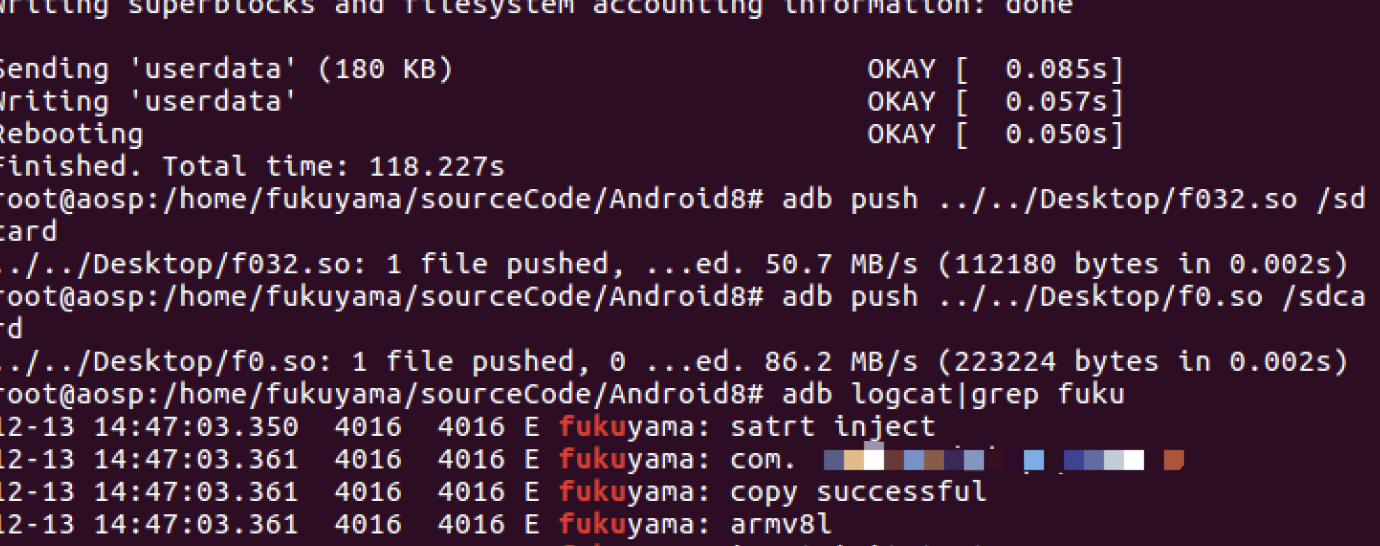 writing superblocks and filesystem accounting information: done
Sending 'userdata' (180 KB) OKAY [  0.085s]
Writing 'userdata' OKAY [  0.057s]
Rebooting OKAY [  0.050s]
Finished. Total time: 118.227s
root@aosp:/home/fukuyama/sourceCode/Android8# adb push ../../Desktop/f032.so /sd
card
../../Desktop/f032.so: 1 file pushed, ...ed. 50.7 MB/s (112180 bytes in 0.002s)
root@aosp:/home/fukuyama/sourceCode/Android8# adb push ../../Desktop/f0.so /sdca
rd
../../Desktop/f0.so: 1 file pushed, 0 ...ed. 86.2 MB/s (223224 bytes in 0.002s)
root@aosp:/home/fukuyama/sourceCode/Android8# adb logcat|grep fuku
12-13 14:47:03.350  4016  4016 E fukuyama: satrt inject
12-13 14:47:03.361  4016  4016 E fukuyama: com.
12-13 14:47:03.361  4016  4016 E fukuyama: copy successful
12-13 14:47:03.361  4016  4016 E fukuyama: armv8l